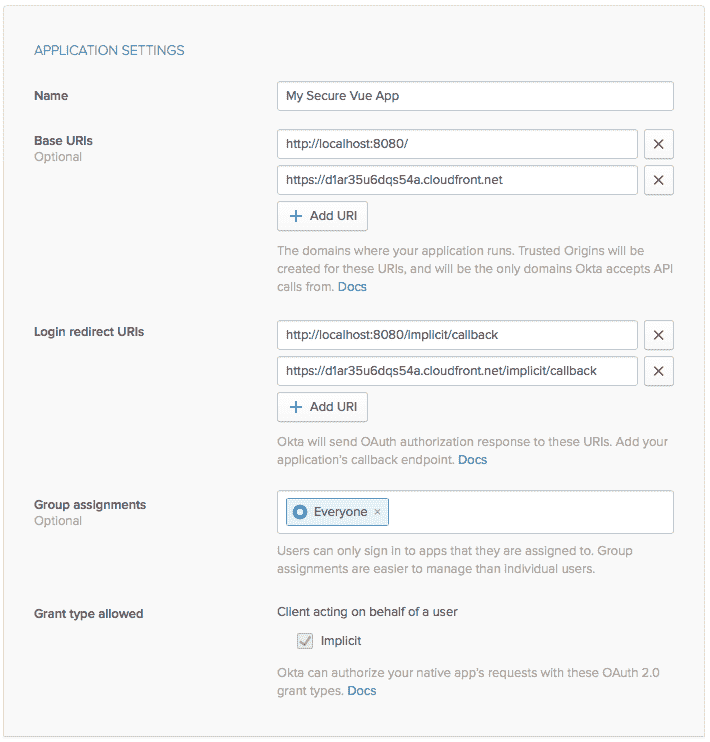 APPLICATION SETTINGS
Name
My Secure Vue App
Base URIs
Optional
http://localhost:8080/
https://d1ar35u6dqs54a.cloudfront.net
Add URI
The domains where your application runs. Trusted Origins will be
created for these URIs, and will be the only domains Okta accepts API
calls from. Docs
Login redirect URIs
http://localhost:8080/implicit/callback
https://d1ar35u6dqs54a.cloudfront.net/implicit/callback
Add URI
Okta will send OAuth authorization response to these URIs. Add your
application's callback endpoint. Docs
Group assignments
Optional
Everyone
Users can only sign in to apps that they are assigned to. Group
assignments are easier to manage than individual users.
Grant type allowed
Client acting on behalf of a user
Implicit
Okta can authorize your native app's requests with these OAuth 2.0
grant types. Docs